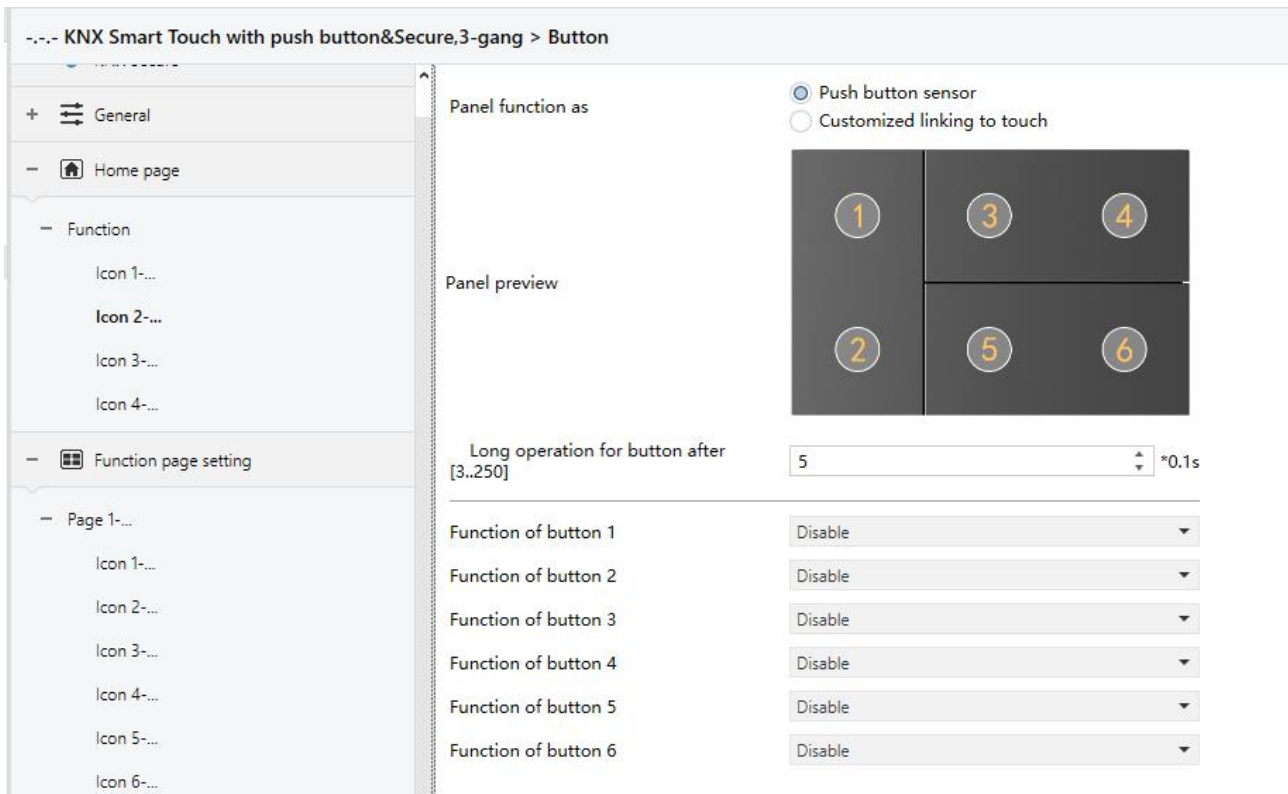 -.-.- KNX Smart Touch with push button&Secure,3-gang > Button
General
Home page
Function
Icon 1-...
Icon 2-...
Icon 3-...
Icon 4-...
Function page setting
Page 1-...
Icon 1-...
Icon 2-...
Icon 3-...
Icon 4-...
Icon 5-...
Icon 6-...
Panel function as
Push button sensor
Customized linking to touch
Panel preview
1 3 4
2 5 6
Long operation for button after
[3..250]
5 *0.1s
Function of button 1 Disable
Function of button 2 Disable
Function of button 3 Disable
Function of button 4 Disable
Function of button 5 Disable
Function of button 6 Disable